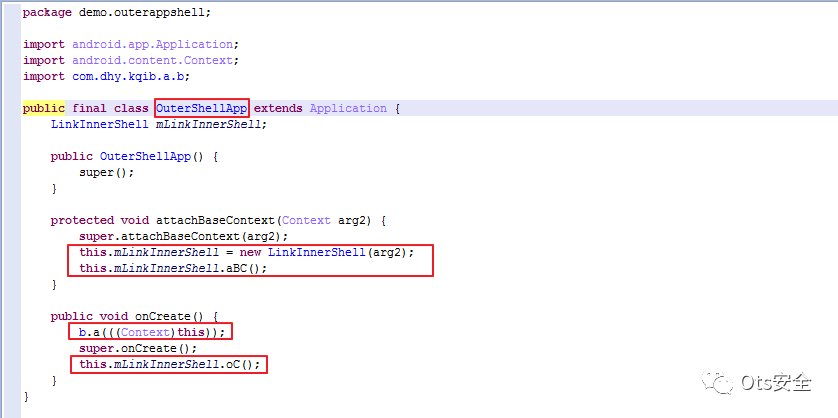 package demo.outerappshell;
import android.app.Application;
import android.content.Context;
import com.dhy.kqib.a.b;
public final class OuterShellApp extends Application {
    LinkInnerShell mLinkInnerShell;
    public OuterShellApp() {
        super();
    }
    protected void attachBaseContext(Context arg2) {
        super.attachBaseContext(arg2);
        this.mLinkInnerShell = new LinkInnerShell(arg2);
        this.mLinkInnerShell.aBC();
    }
    public void onCreate() {
        b.a(((Context)this));
        super.onCreate();
        this.mLinkInnerShell.oC();
    }
}
Ots安全